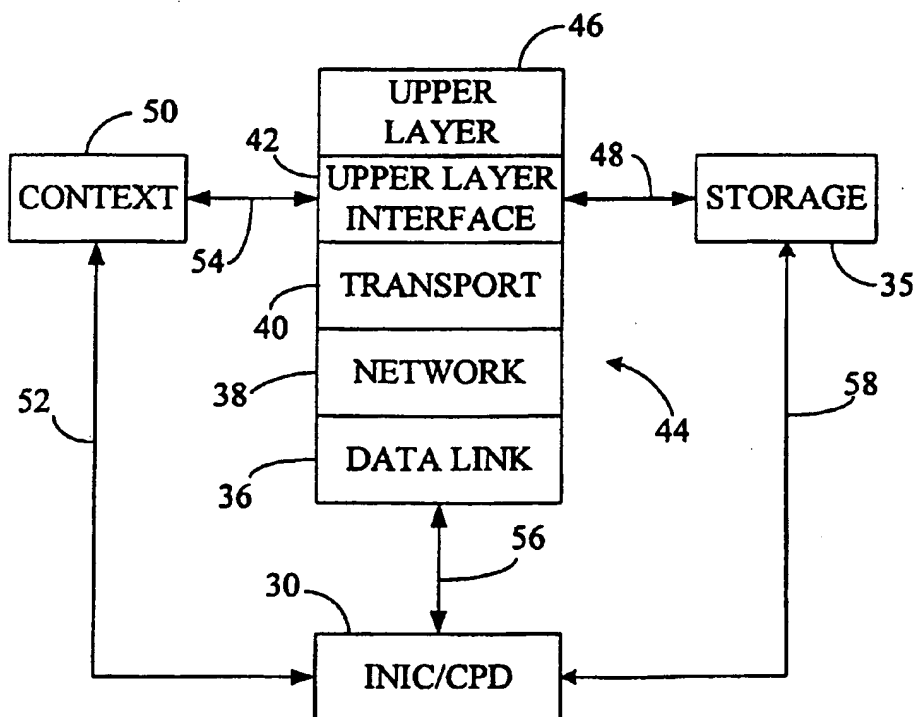 46
UPPER
LAYER
50
42
48
CONTEXT
UPPER LAYER
INTERFACE
STORAGE
54
35
TRANSPORT
40
NETWORK
38
52
58
44
DATA LINK
36
56
30
INIC/CPD